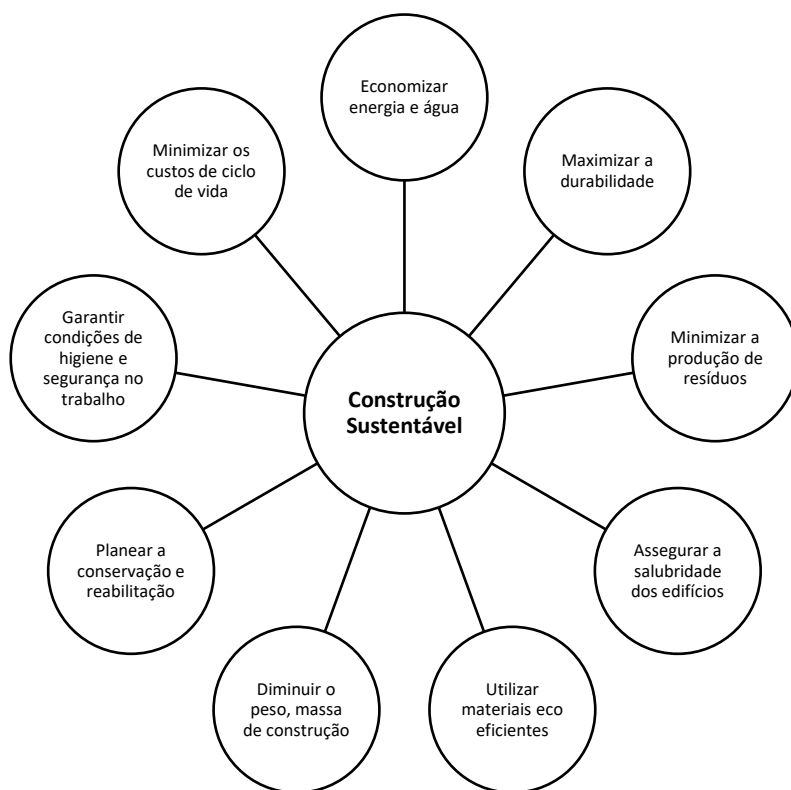 Economizar
energia e água
Maximizar a
durabilidade
Minimizar a
produção de
resíduos
Assegurar a
salubridade
dos edifícios
Utilizar
materiais eco
eficientes
Diminuir o
peso, massa
de construção
Planear a
conservação e
reabilitação
Garantir
condições de
higiene e
segurança no
trabalho
Minimizar os
custos de ciclo
de vida
Construção
Sustentável